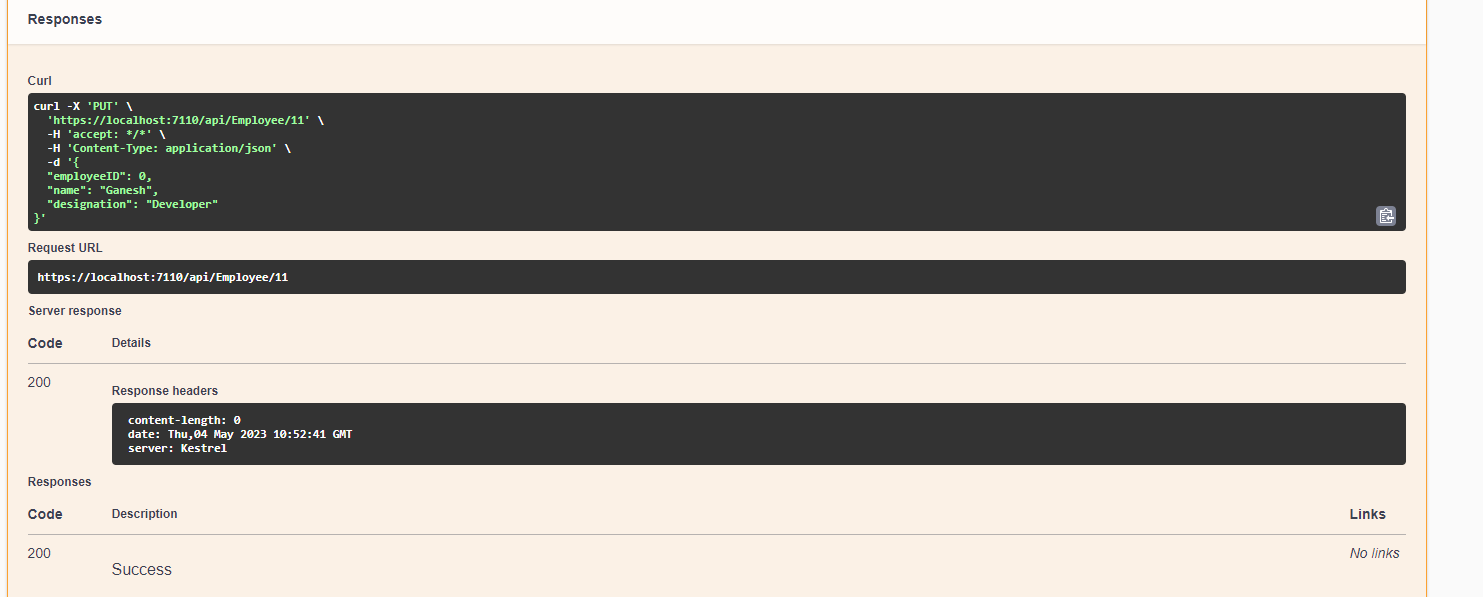 Responses
Curl
curl -X 'PUT' \
  'https://localhost:7110/api/Employee/11' \
  -H 'accept: */*' \
  -H 'Content-Type: application/json' \
  -d '{
  "employeeID": 0,
  "name": "Ganesh",
  "designation": "Developer"
}'
Request URL
https://localhost:7110/api/Employee/11
Server response
Code Details
200
Response headers
content-length: 0
date: Thu,04 May 2023 10:52:41 GMT
server: Kestrel
Responses
Code Description Links
200 No links
Success